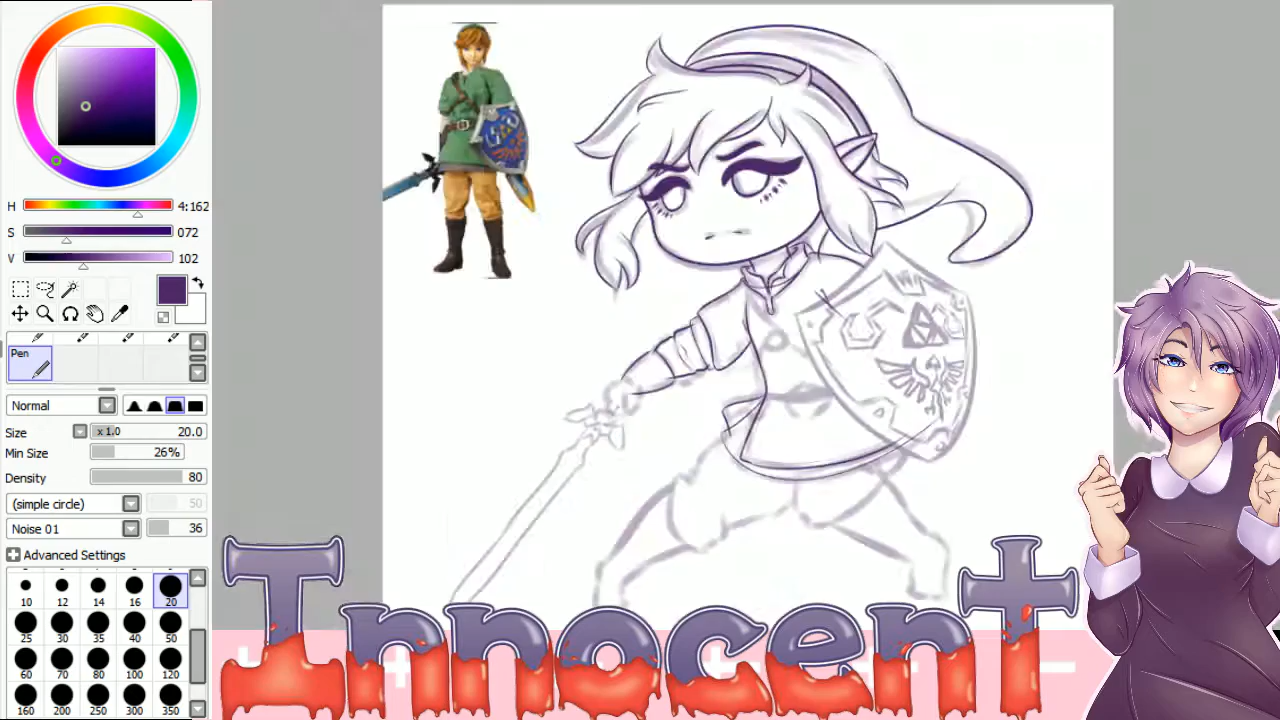 H 4:162
S 072
V 102
Pen
Normal
Size x 1.0 20.0
Min Size 26%
Density 80
(simple circle) 50
Noise 01 36
Advanced Settings
10 12 14 16 20
25 30 35 40 50
60 70 80 100 120
160 200 250 300 350
Innocent